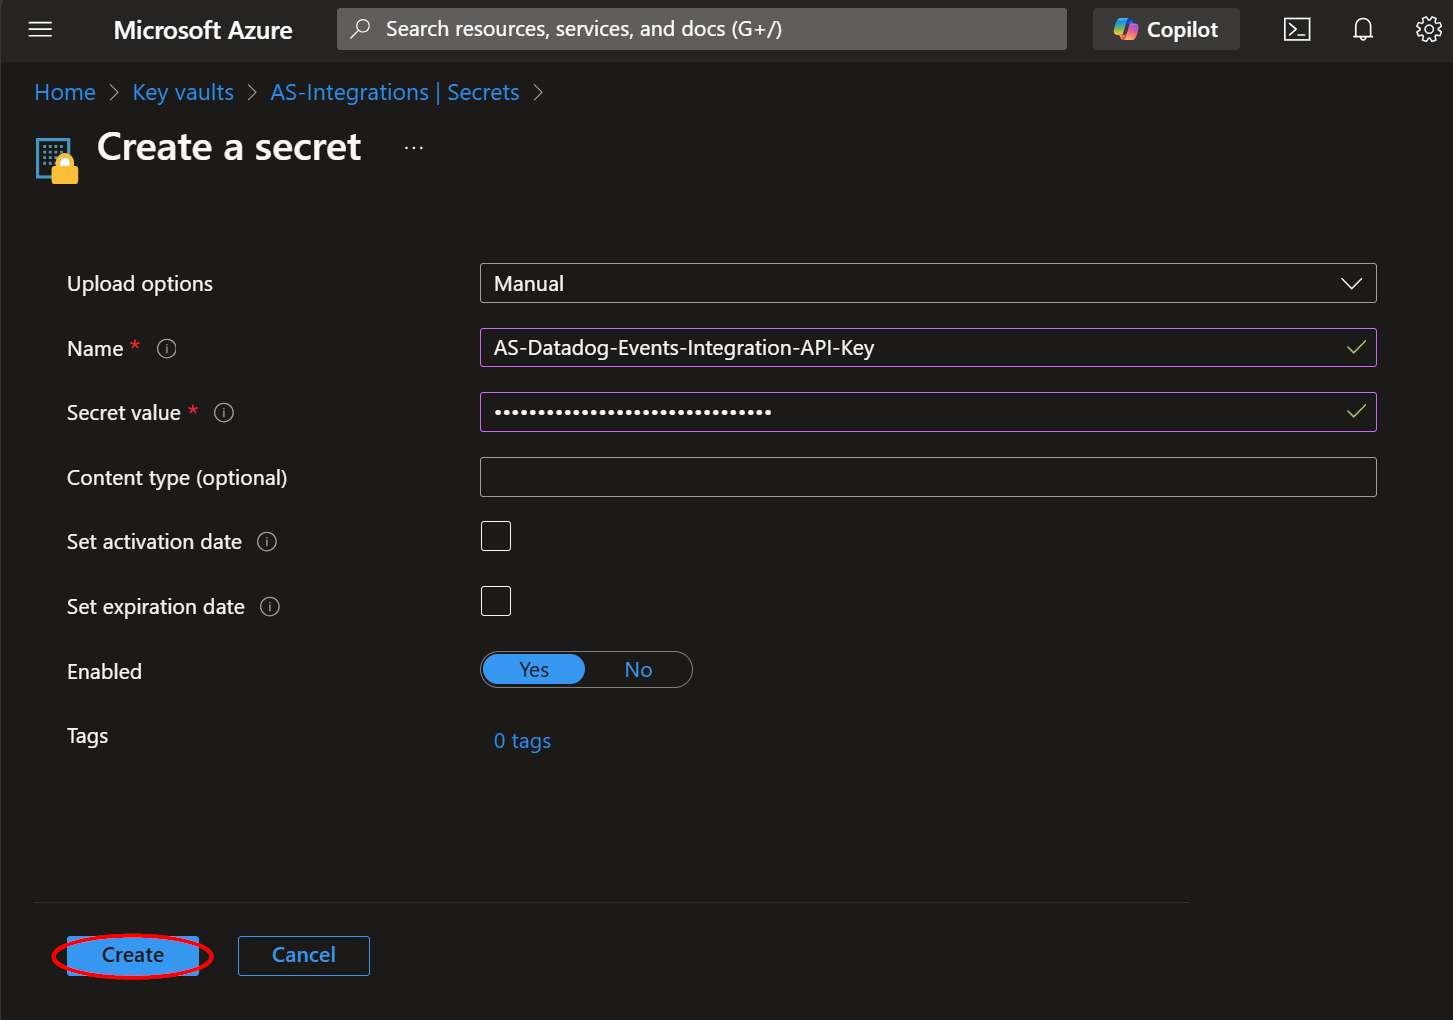 Microsoft Azure
Search resources, services, and docs (G+/)
Copilot
Home > Key vaults > AS-Integrations | Secrets >
Create a secret ...
Upload options
Manual
Name *
AS-Datadog-Events-Integration-API-Key
Secret value *
••••••••••••••••••••••••••••••••
Content type (optional)
Set activation date
Set expiration date
Enabled
Yes No
Tags
0 tags
Create
Cancel